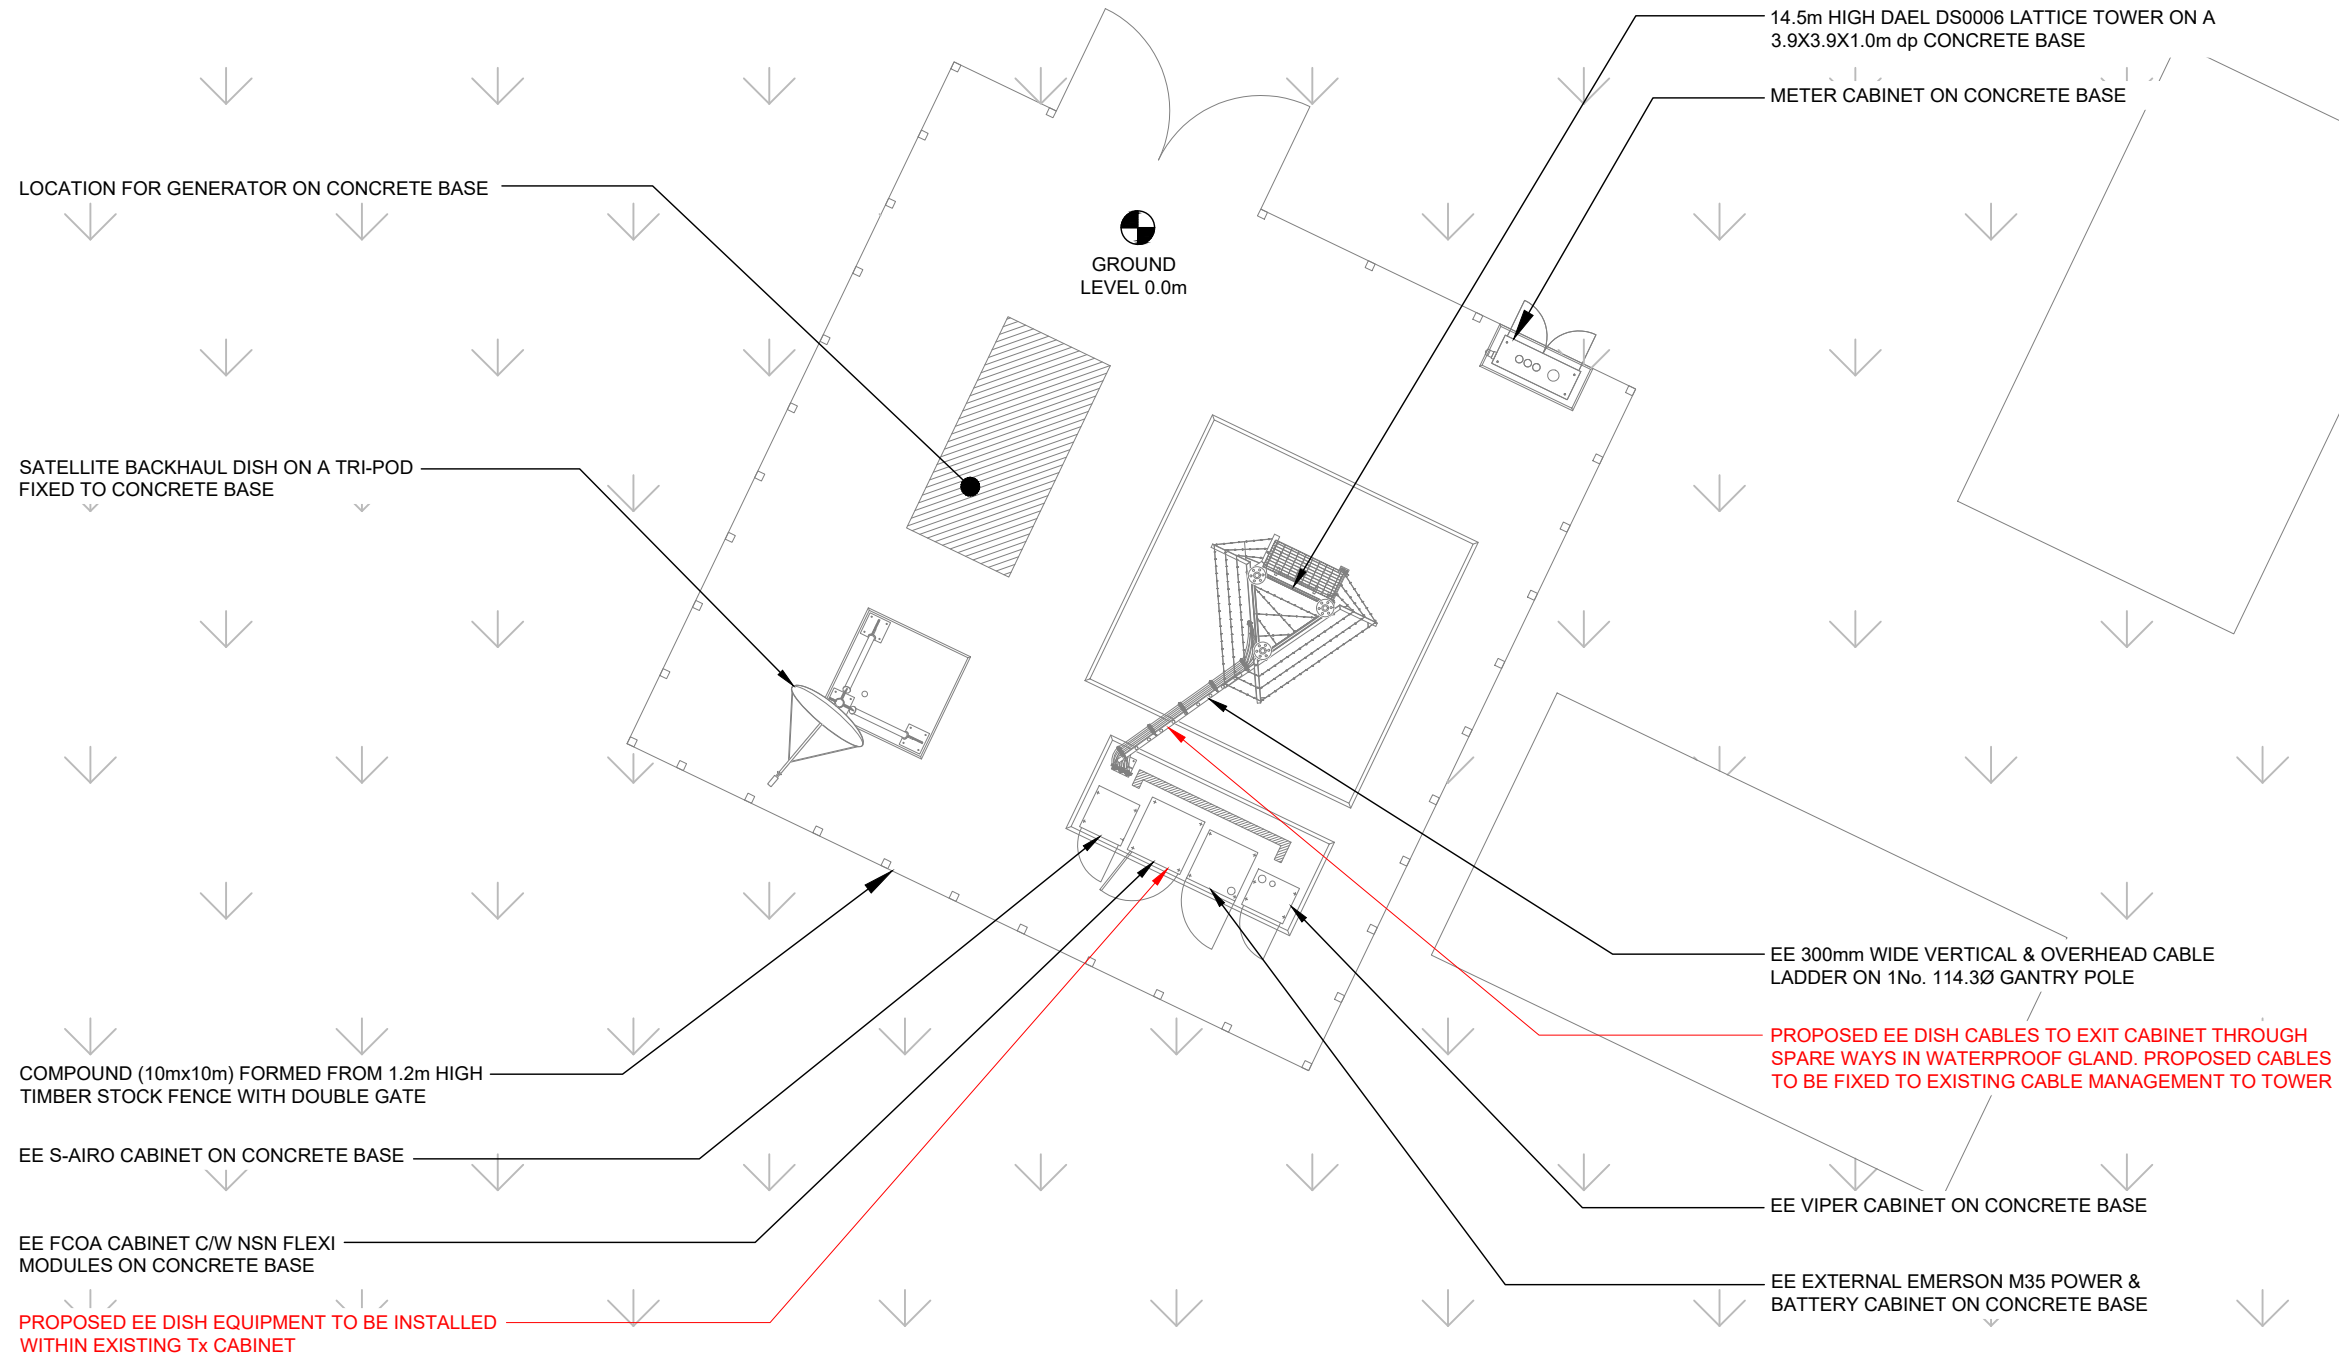 14.5m HIGH DAEL DS0006 LATTICE TOWER ON A
3.9X3.9X1.0m dp CONCRETE BASE
METER CABINET ON CONCRETE BASE
LOCATION FOR GENERATOR ON CONCRETE BASE
GROUND
LEVEL 0.0m
SATELLITE BACKHAUL DISH ON A TRI-POD
FIXED TO CONCRETE BASE
EE 300mm WIDE VERTICAL & OVERHEAD CABLE
LADDER ON 1No. 114.3Ø GANTRY POLE
PROPOSED EE DISH CABLES TO EXIT CABINET THROUGH
SPARE WAYS IN WATERPROOF GLAND. PROPOSED CABLES
TO BE FIXED TO EXISTING CABLE MANAGEMENT TO TOWER
COMPOUND (10mx10m) FORMED FROM 1.2m HIGH
TIMBER STOCK FENCE WITH DOUBLE GATE
EE S-AIRO CABINET ON CONCRETE BASE
EE VIPER CABINET ON CONCRETE BASE
EE FCOA CABINET C/W NSN FLEXI
MODULES ON CONCRETE BASE
EE EXTERNAL EMERSON M35 POWER &
BATTERY CABINET ON CONCRETE BASE
PROPOSED EE DISH EQUIPMENT TO BE INSTALLED
WITHIN EXISTING Tx CABINET